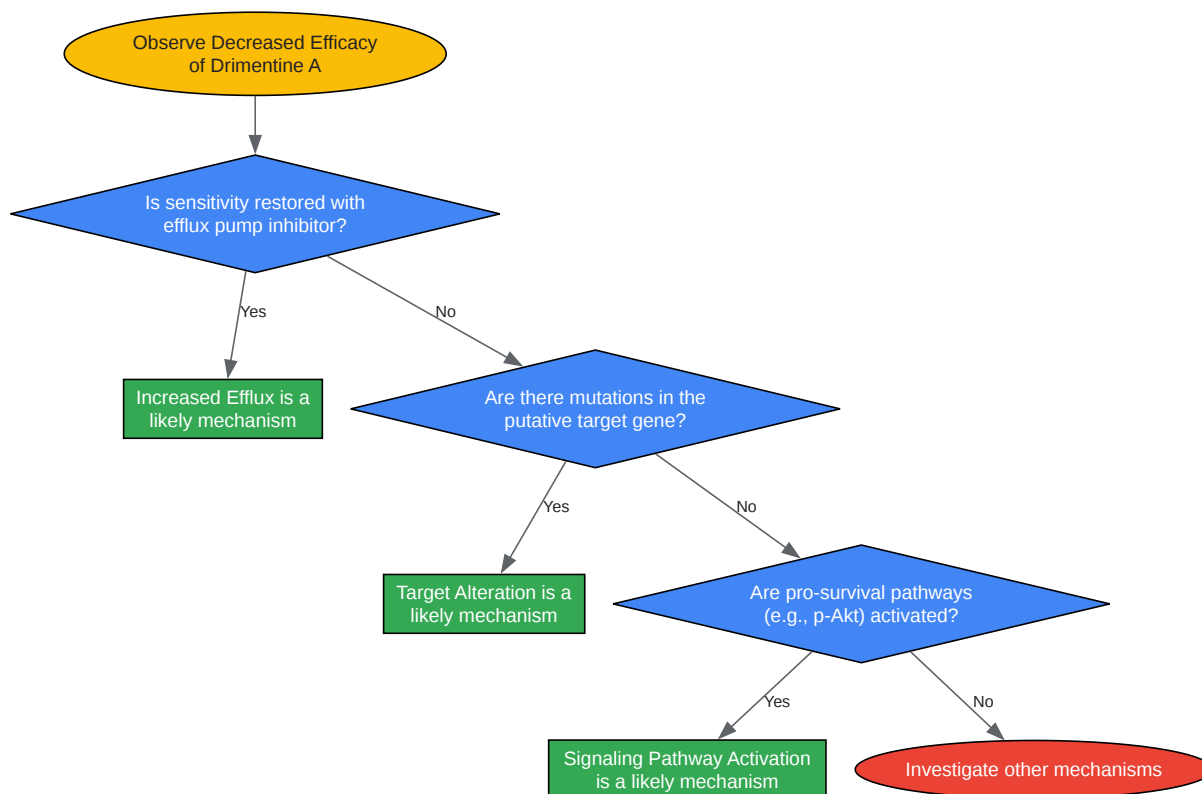 Observe Decreased Efficacy
of Drimentine A
Is sensitivity restored with
efflux pump inhibitor?
Yes
No
Increased Efflux is a
likely mechanism
Are there mutations in the
putative target gene?
Yes
No
Target Alteration is a
likely mechanism
Are pro-survival pathways
(e.g., p-Akt) activated?
Yes
No
Signaling Pathway Activation
is a likely mechanism
Investigate other mechanisms